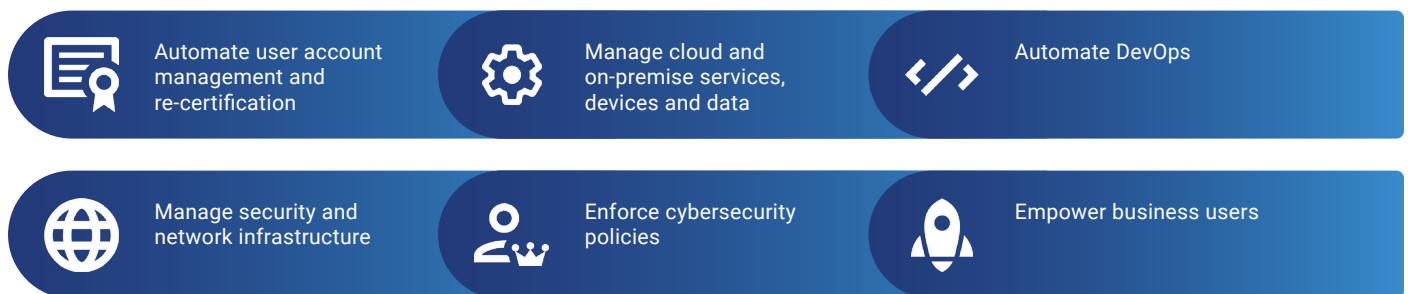 Automate user account
management and
re-certification
Manage cloud and
on-premise services,
devices and data
Automate DevOps
Manage security and
network infrastructure
Enforce cybersecurity
policies
Empower business users